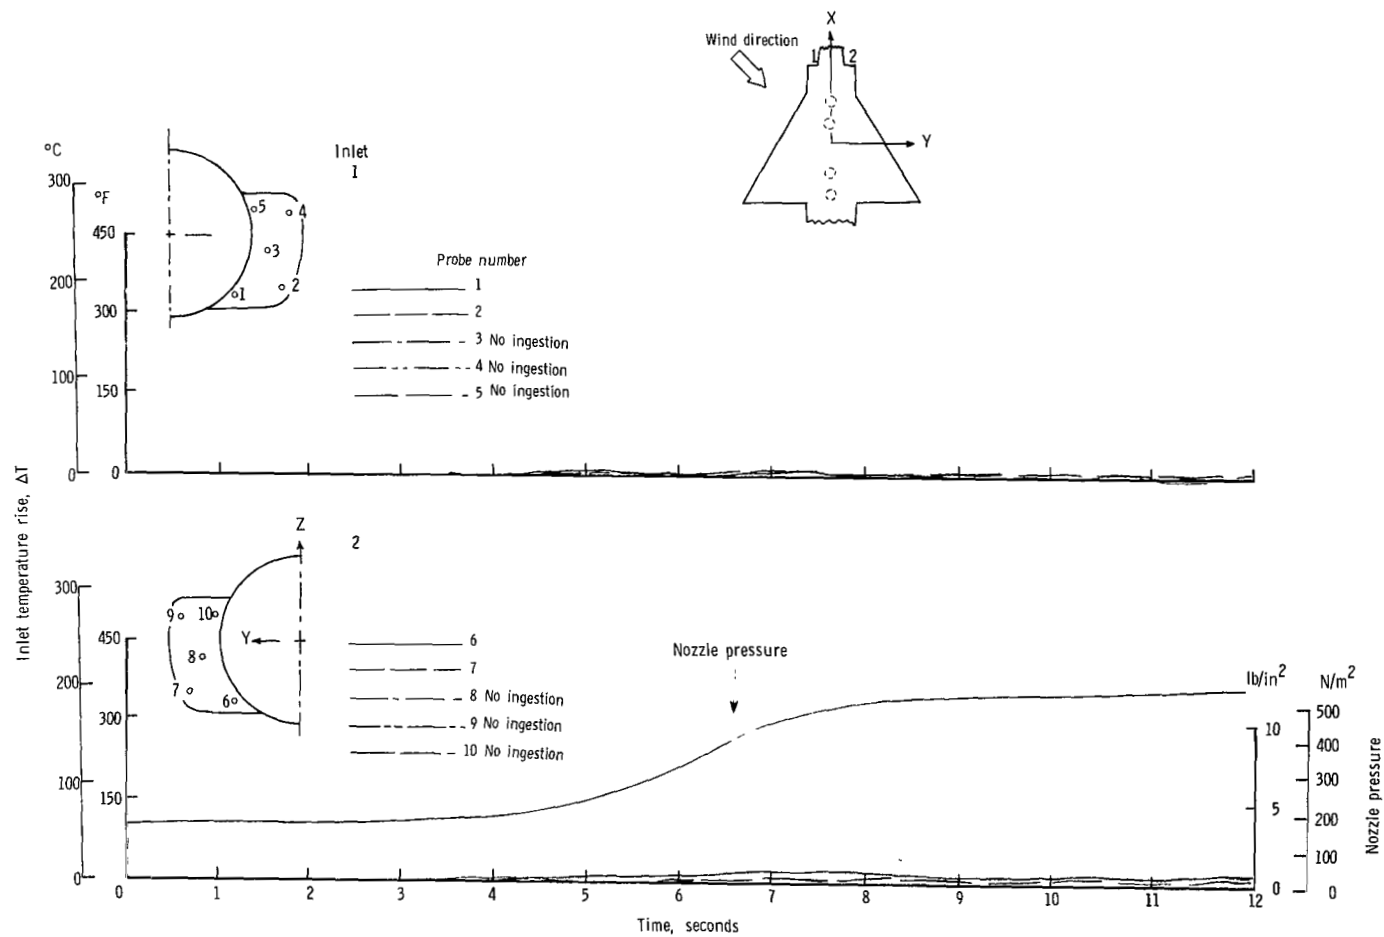 X
Wind direction
1 2
Y
°C
Inlet
1
300
°F
5
4
450
3
Probe number
200
1
2
1
300
2
3 No ingestion
4 No ingestion
100
150
5 No ingestion
0
0
Inlet temperature rise, ΔT
Z
2
300
9 10
450
Y
6
8
7
Nozzle pressure
200
7
6
8 No ingestion
lb/in2
N/m2
300
9 No ingestion
500
10
10 No ingestion
400
100
300
150
5
200
100
0
0
0
0 1 2 3 4 5 6 7 8 9 10 11 12
Nozzle pressure
Time, seconds